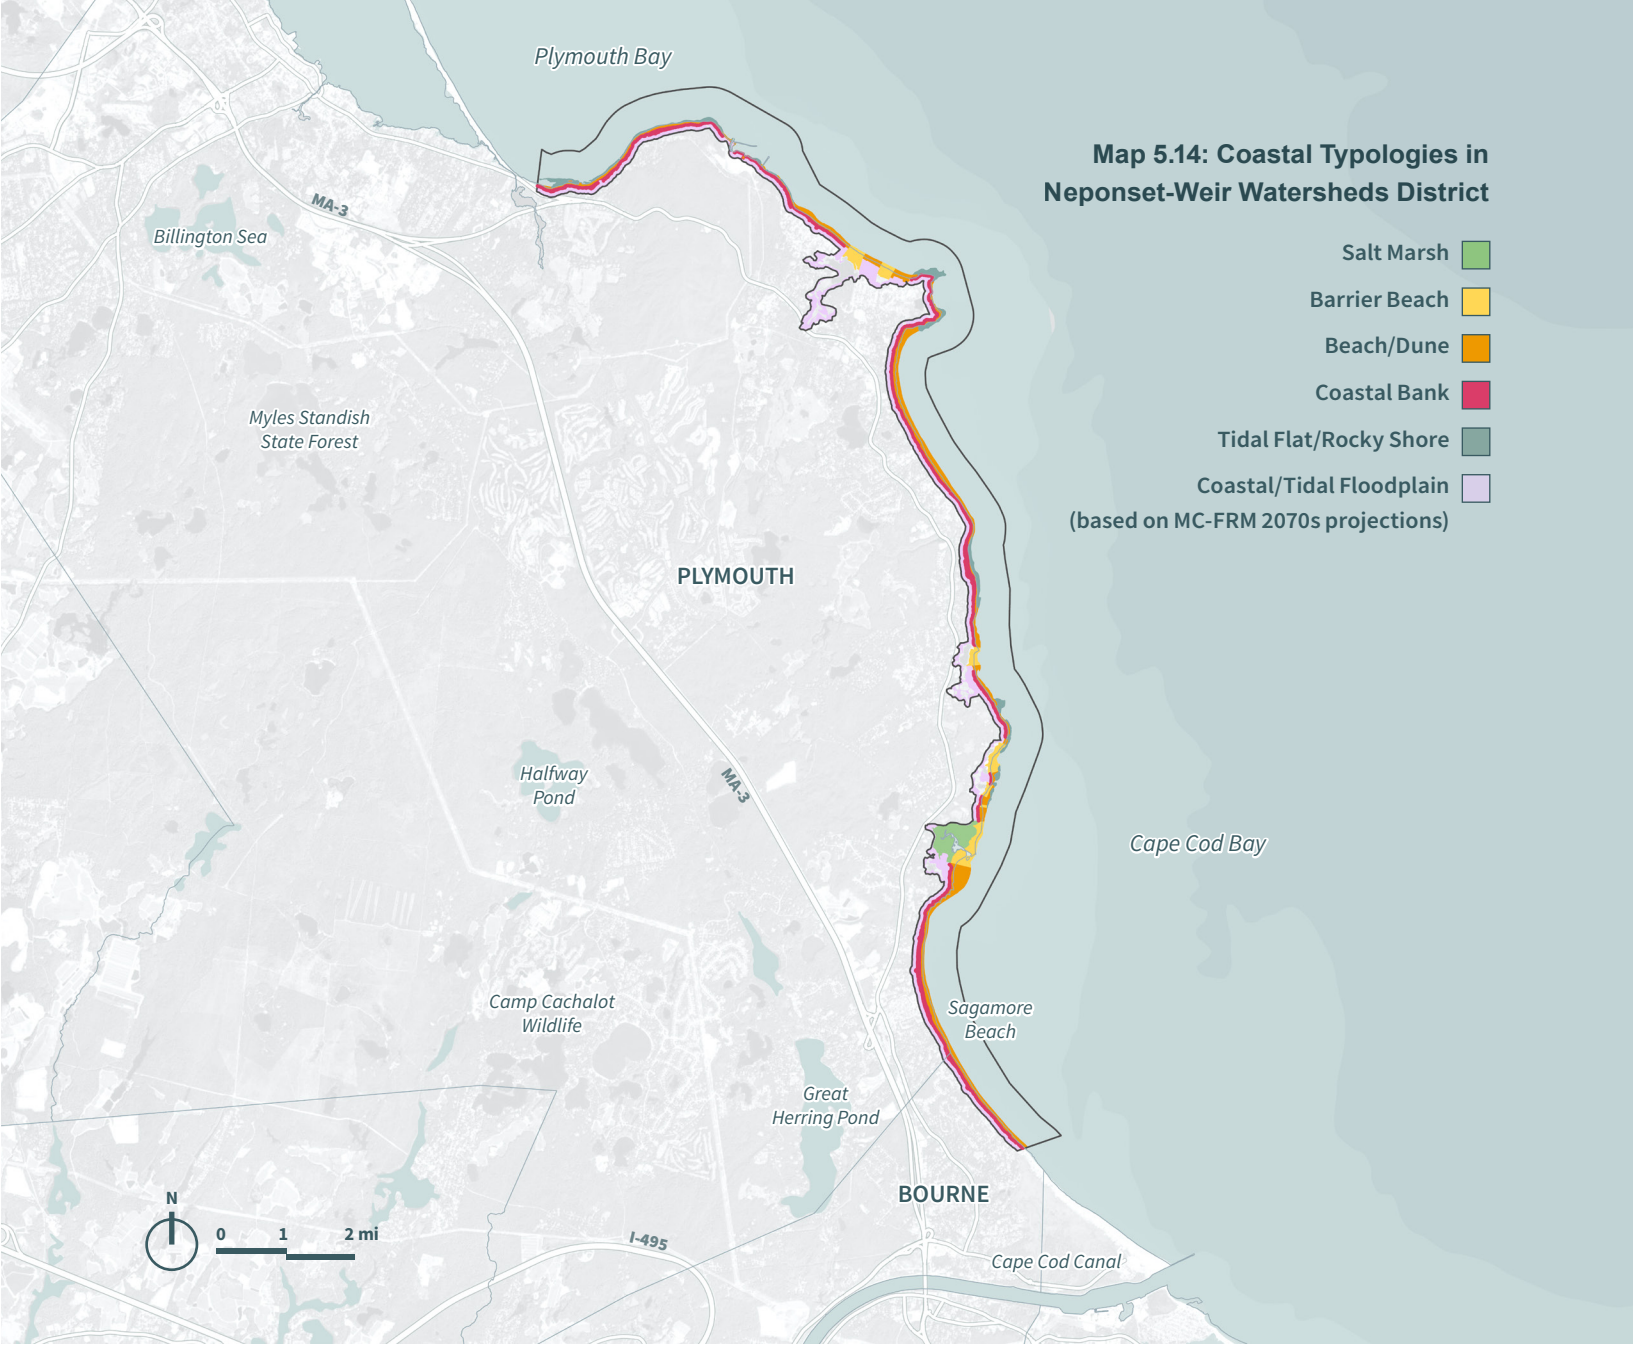 Plymouth Bay
Map 5.14: Coastal Typologies in
Neponset-Weir Watersheds District
MA-3
Billington Sea
Salt Marsh
Barrier Beach
Beach/Dune
Coastal Bank
Tidal Flat/Rocky Shore
Coastal/Tidal Floodplain
(based on MC-FRM 2070s projections)
Myles Standish
State Forest
PLYMOUTH
Halfway
Pond
MA-3
Cape Cod Bay
Camp Cachalot
Wildlife
Sagamore
Beach
Great
Herring Pond
BOURNE
N
0 1 2 mi
I-495
Cape Cod Canal